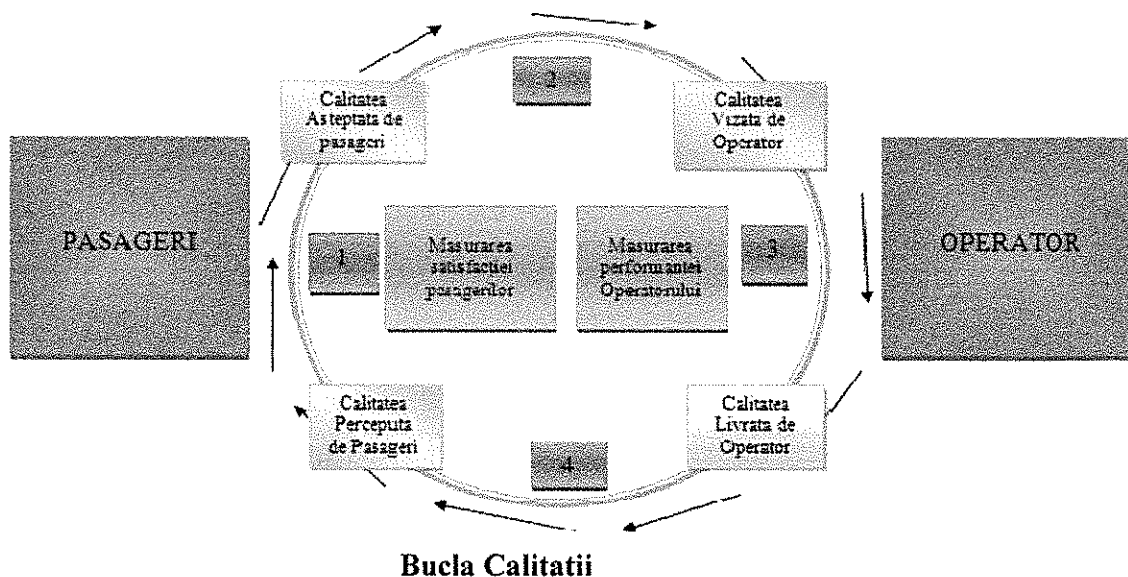 2
Calitatea
Asteptata de
pasageri
Calitatea
Vizata de
Operator
PASAGERI
1
Masurarea
satisfactiei
pasagerilor
Masurarea
performantei
Operatorului
3
OPERATOR
Calitatea
Perceputa
de Pasageri
4
Calitatea
Livrata de
Operator
Bucla Calitatii